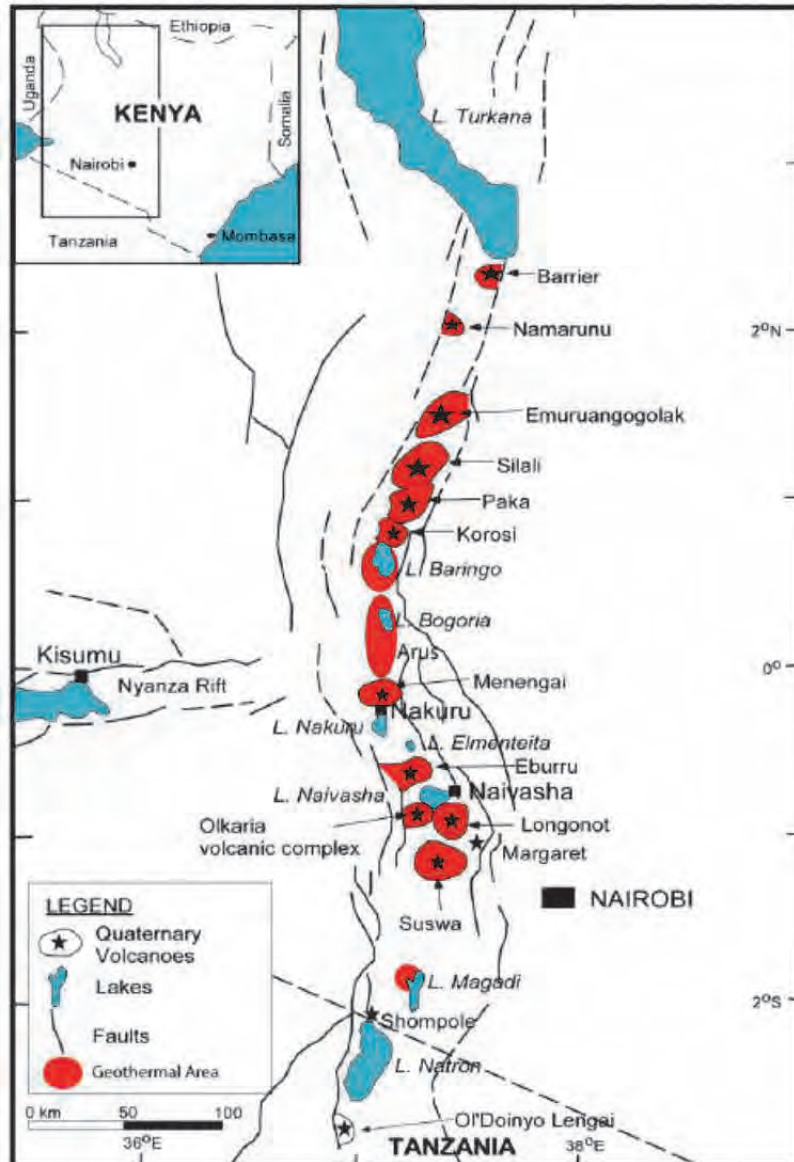 Ethiopia
Uganda
KENYA
Somalia
Nairobi
Tanzania
Mombasa
L. Turkana
Barrier
Namarunu
2°N
Emuruangogolak
Silali
Paka
Korosi
L. Baringo
L. Bogoria
Arus
Kisumu
0°
Nyanza Rift
Menengai
Nakuru
L. Nakuru
L. Elmenteita
Eburru
L. Naivasha
Naivasha
Olkaria
volcanic complex
Longonot
Margaret
NAIROBI
Suswa
LEGEND
Quaternary
Volcanoes
Lakes
Faults
Geothermal Area
0 km 50 100
L. Magadi
2°S
Shompole
L. Natron
Ol'Doinyo Lengai
36°E
TANZANIA
38°E